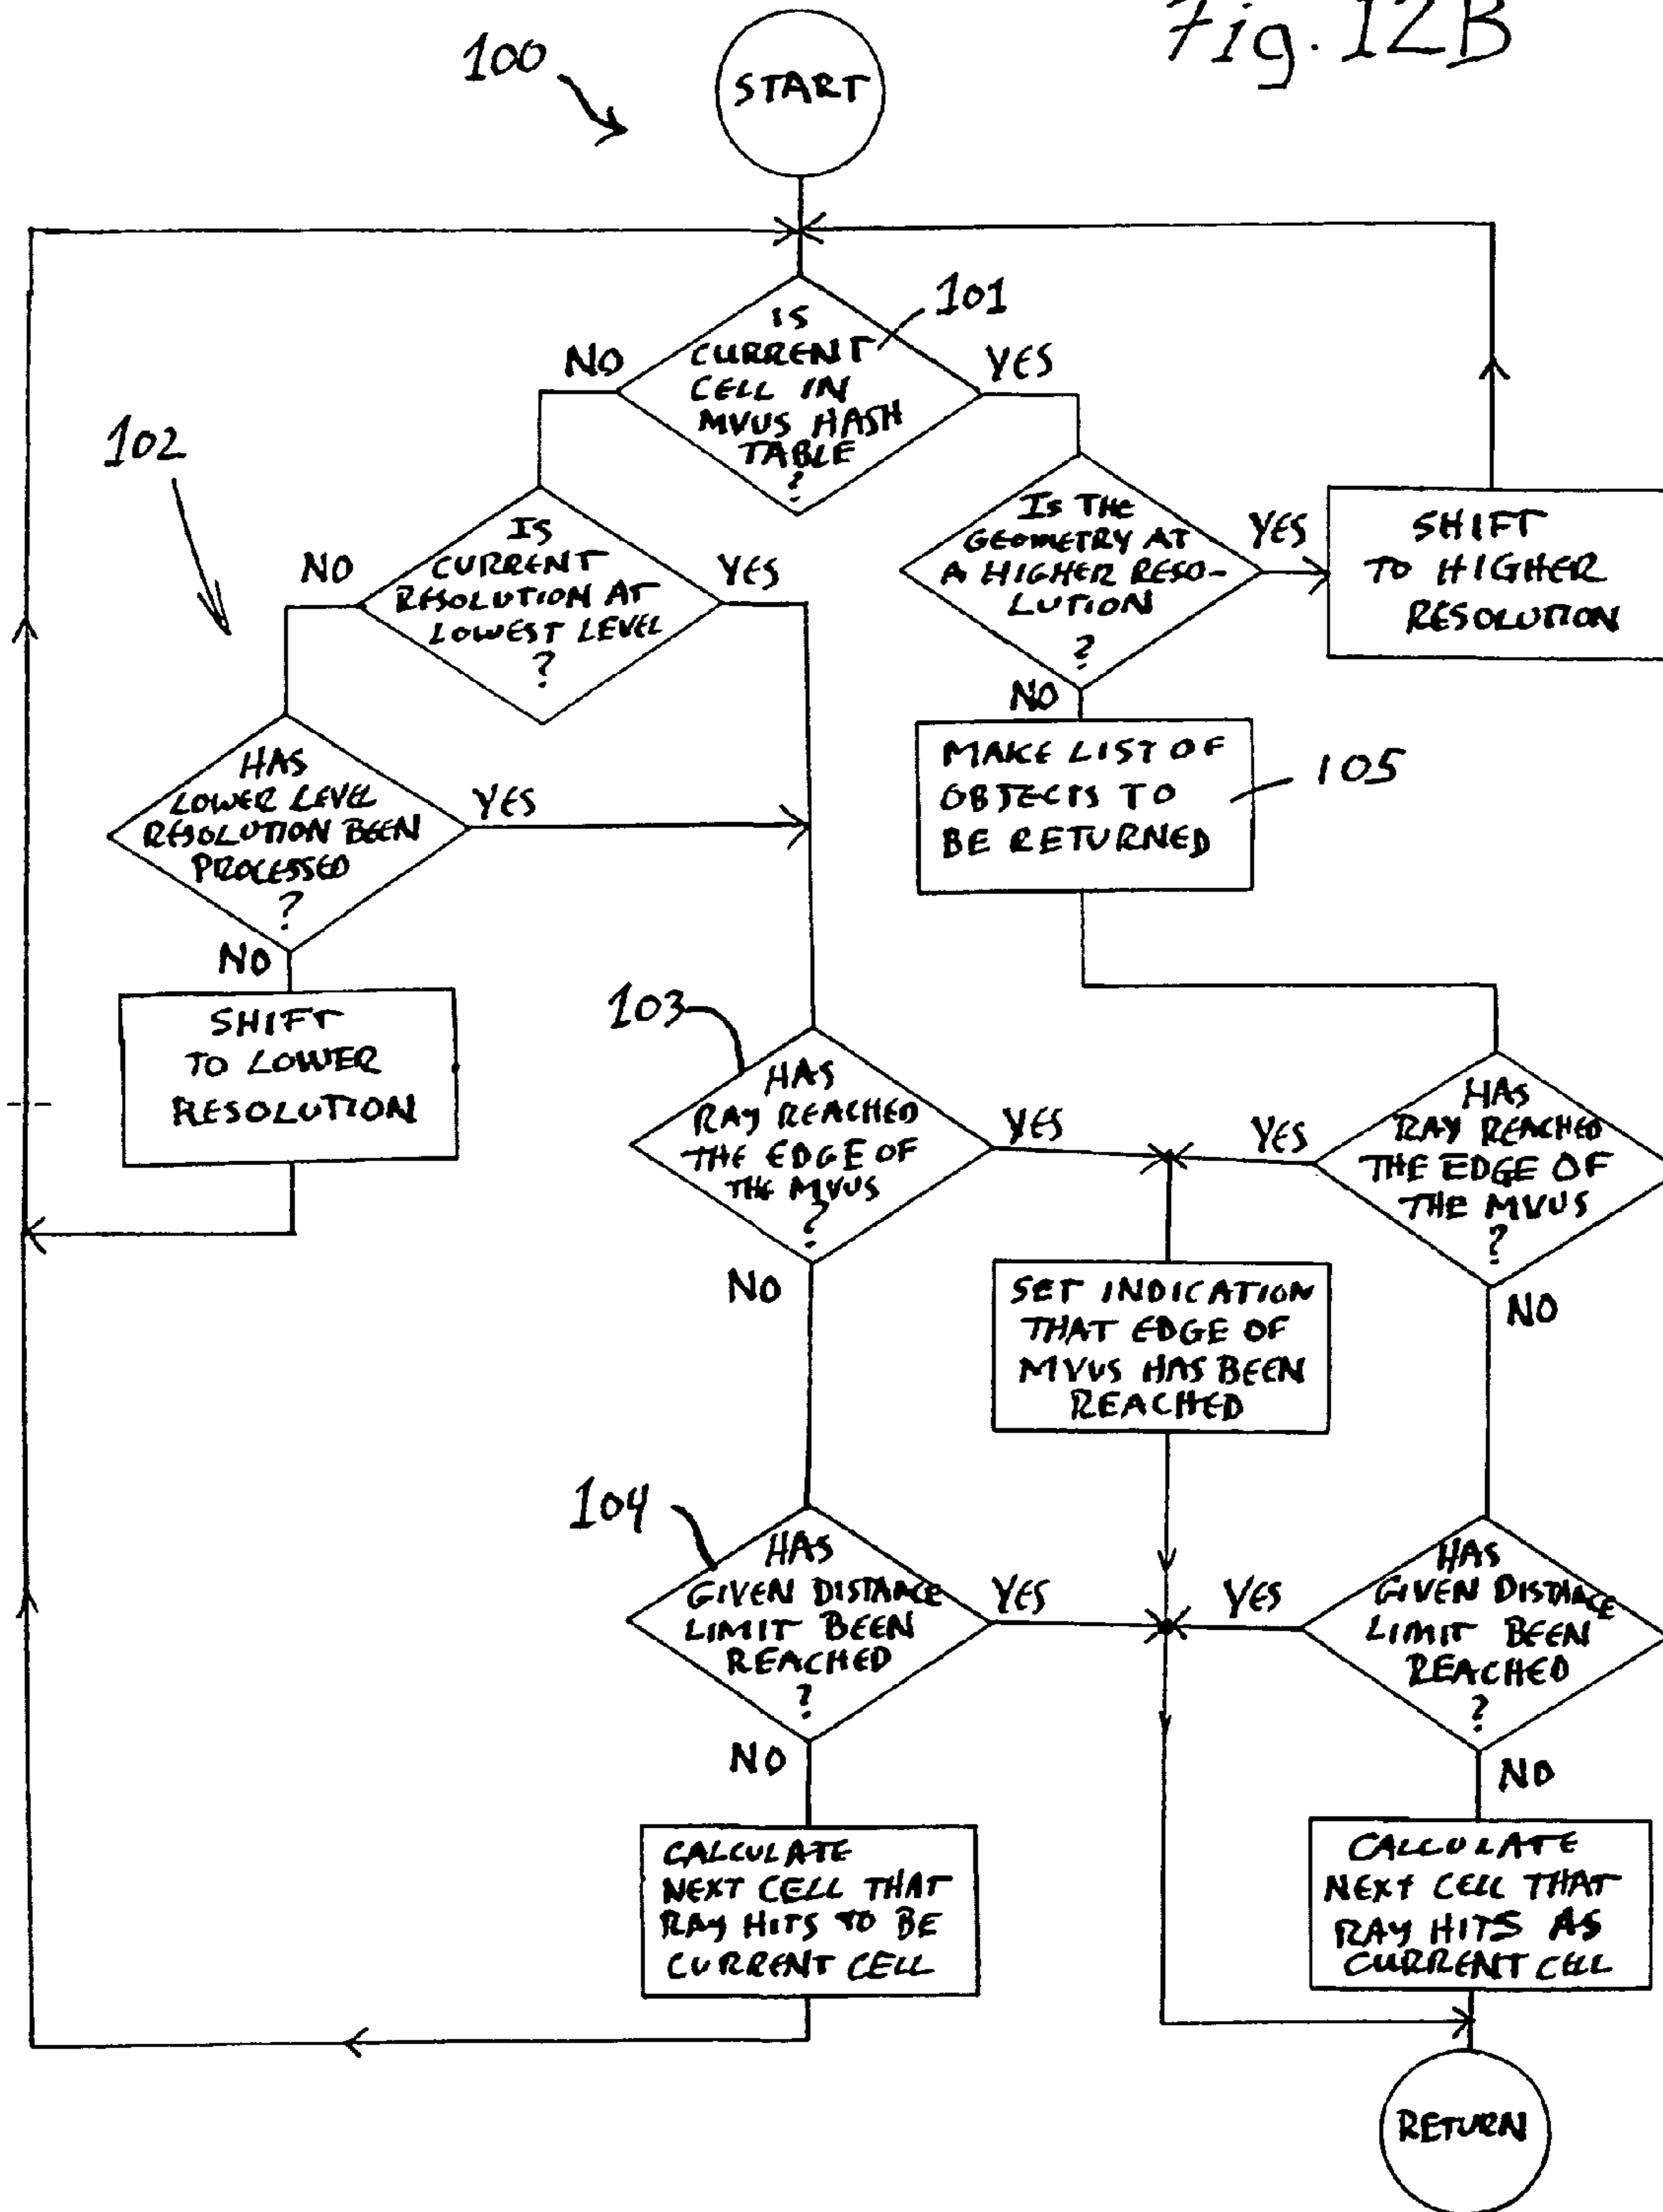 Fig. 12B
100
START
101
IS
CURRENT
CELL IN
MVUS HASH
TABLE
?
NO
YES
102
IS
CURRENT
RESOLUTION AT
LOWEST LEVEL
?
NO
YES
IS THE
GEOMETRY AT
A HIGHER RESO-
LUTION
?
YES
NO
SHIFT
TO HIGHER
RESOLUTION
HAS
LOWER LEVEL
RESOLUTION BEEN
PROCESSED
?
YES
NO
MAKE LIST OF
OBJECTS TO
BE RETURNED
105
SHIFT
TO LOWER
RESOLUTION
103
HAS
RAY REACHED
THE EDGE OF
THE MVUS
?
YES
NO
HAS
RAY REACHED
THE EDGE OF
THE MVUS
?
YES
NO
SET INDICATION
THAT EDGE OF
MVUS HAS BEEN
REACHED
104
HAS
GIVEN DISTANCE
LIMIT BEEN
REACHED
?
YES
NO
HAS
GIVEN DISTANCE
LIMIT BEEN
REACHED
?
YES
NO
CALCULATE
NEXT CELL THAT
RAY HITS TO BE
CURRENT CELL
CALCULATE
NEXT CELL THAT
RAY HITS AS
CURRENT CELL
RETURN